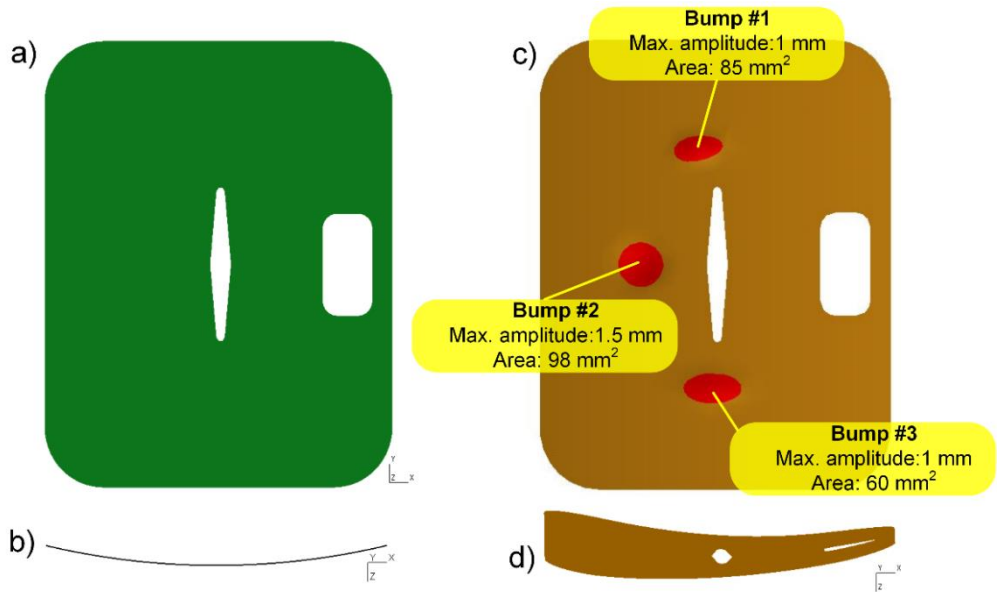 a)
Y
Z X
b)
Y X
Z
c)
Bump #1
Max. amplitude:1 mm
Area: 85 mm²
Bump #2
Max. amplitude:1.5 mm
Area: 98 mm²
Bump #3
Max. amplitude:1 mm
Area: 60 mm²
d)
Y X
Z